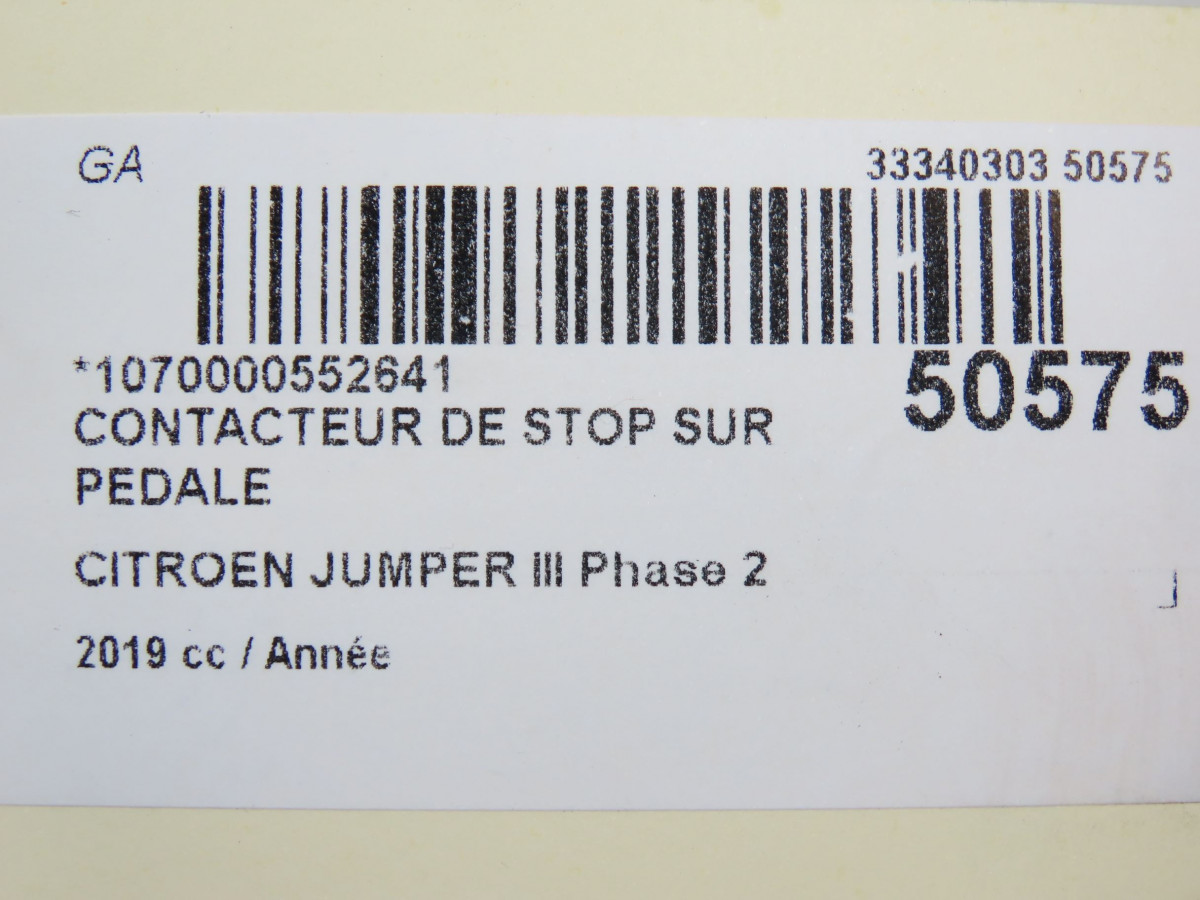 GA
33340303 50575
*1070000552641
50575
CONTACTEUR DE STOP SUR
PEDALE
CITROEN JUMPER III Phase 2
2019 cc / Année